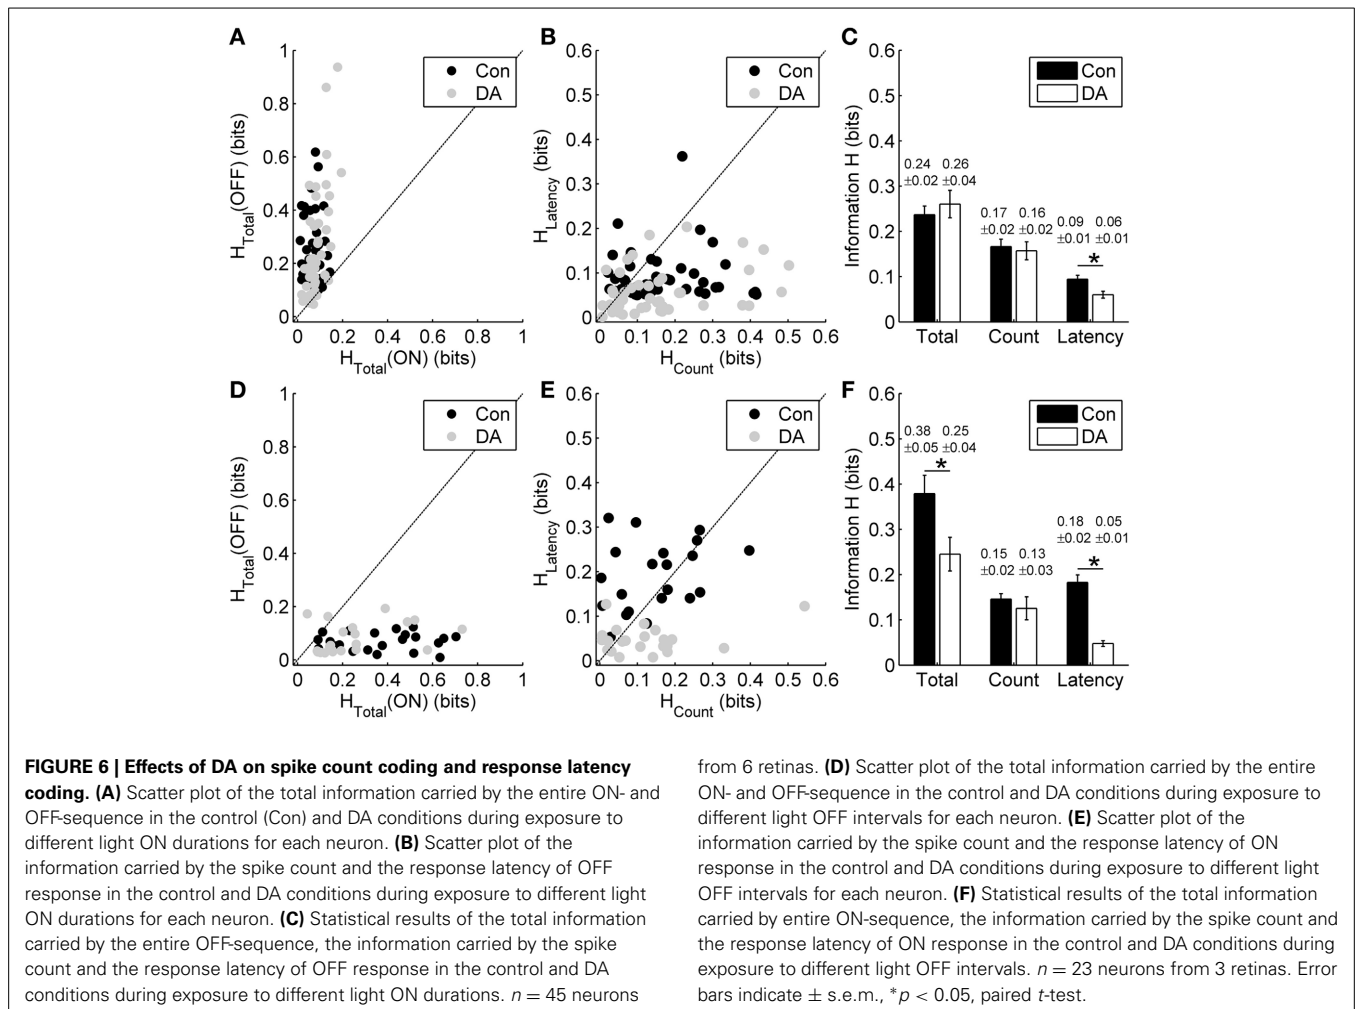 A
1
0.8
0.6
0.4
0.2
0
H_Total(OFF) (bits)
Con
DA
0 0.2 0.4 0.6 0.8 1
H_Total(ON) (bits)
B
0.6
0.5
0.4
0.3
0.2
0.1
0
H_Latency (bits)
Con
DA
0 0.1 0.2 0.3 0.4 0.5 0.6
H_Count (bits)
C
0.6
0.5
0.4
0.3
0.2
0.1
0
Information H (bits)
Con
DA
0.24 0.26
±0.02 ±0.04
0.17 0.16
±0.02 ±0.02
0.09 0.06
±0.01 ±0.01
*
Total Count Latency
D
1
0.8
0.6
0.4
0.2
0
H_Total(OFF) (bits)
Con
DA
0 0.2 0.4 0.6 0.8 1
H_Total(ON) (bits)
E
0.6
0.5
0.4
0.3
0.2
0.1
0
H_Latency (bits)
Con
DA
0 0.1 0.2 0.3 0.4 0.5 0.6
H_Count (bits)
F
0.6
0.5
0.4
0.3
0.2
0.1
0
Information H (bits)
Con
DA
0.38 0.25
±0.05 ±0.04
*
0.15 0.13
±0.02 ±0.03
0.18 0.05
±0.02 ±0.01
*
Total Count Latency
FIGURE 6 | Effects of DA on spike count coding and response latency
coding. (A) Scatter plot of the total information carried by the entire ON- and
OFF-sequence in the control (Con) and DA conditions during exposure to
different light ON durations for each neuron. (B) Scatter plot of the
information carried by the spike count and the response latency of OFF
response in the control and DA conditions during exposure to different light
ON durations for each neuron. (C) Statistical results of the total information
carried by the entire OFF-sequence, the information carried by the spike
count and the response latency of OFF response in the control and DA
conditions during exposure to different light ON durations. n = 45 neurons
from 6 retinas. (D) Scatter plot of the total information carried by the entire
ON- and OFF-sequence in the control and DA conditions during exposure to
different light OFF intervals for each neuron. (E) Scatter plot of the
information carried by the spike count and the response latency of ON
response in the control and DA conditions during exposure to different light
OFF intervals for each neuron. (F) Statistical results of the total information
carried by entire ON-sequence, the information carried by the spike count and
the response latency of ON response in the control and DA conditions during
exposure to different light OFF intervals. n = 23 neurons from 3 retinas. Error
bars indicate ± s.e.m., *p < 0.05, paired t-test.